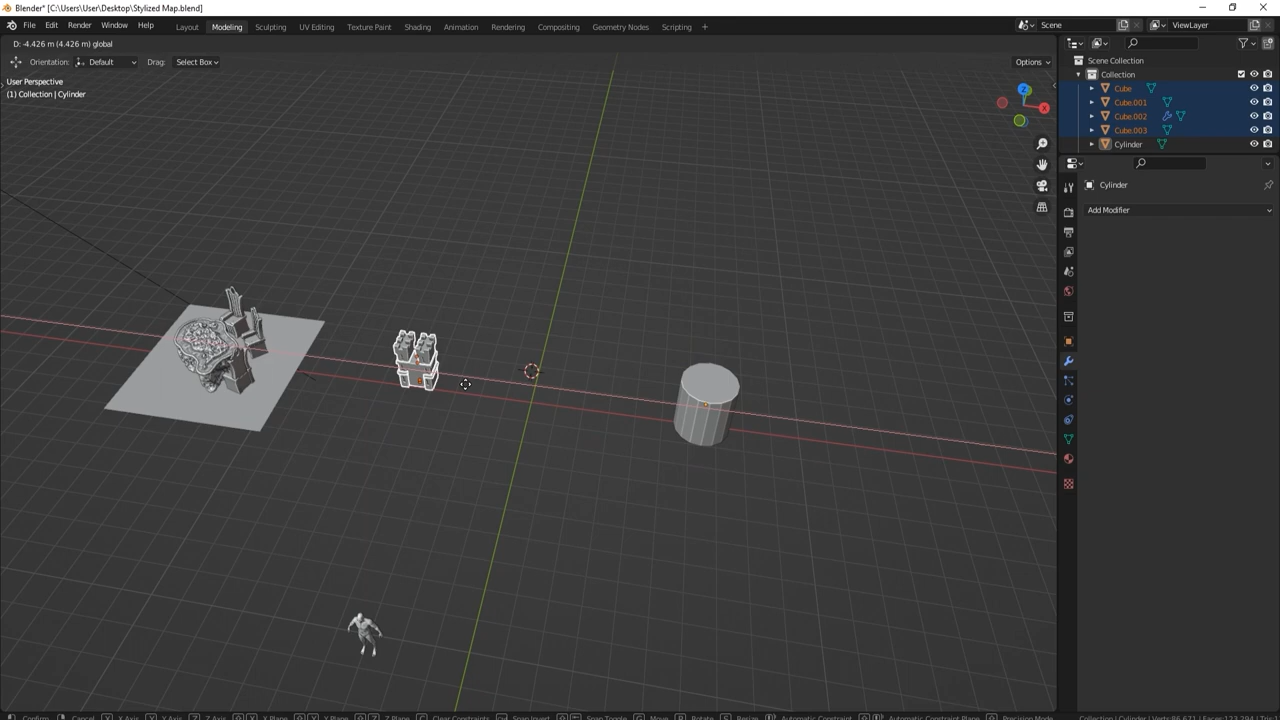 Blender* [C:\Users\User\Desktop\Stylized Map.blend]
File Edit Render Window Help Layout Modeling Sculpting UV Editing Texture Paint Shading Animation Rendering Compositing Geometry Nodes Scripting + Scene ViewLayer
D: -4.426 m (4.426 m) global
Orientation: Default Drag: Select Box Options
User Perspective
(1) Collection | Cylinder
Z
X
Scene Collection
Collection
Cube
Cube.001
Cube.002
Cube.003
Cylinder
Cylinder
Add Modifier